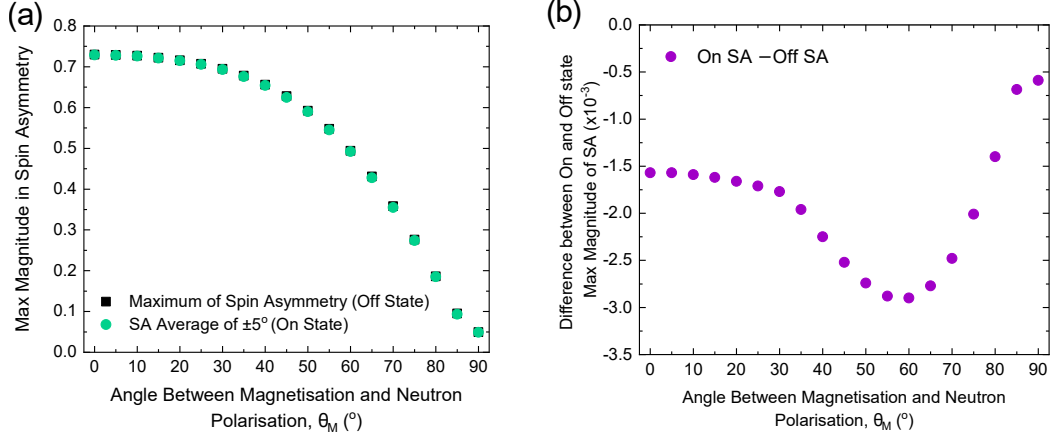 (a)
Max Magnitude in Spin Asymmetry
0.8
0.7
0.6
0.5
0.4
0.3
0.2
0.1
0.0
Maximum of Spin Asymmetry (Off State)
SA Average of ±5° (On State)
0 10 20 30 40 50 60 70 80 90
Angle Between Magnetisation and Neutron
Polarisation, θM (°)
(b)
Difference between On and Off state
Max Magnitude of SA (x10-3)
0.0
-0.5
-1.0
-1.5
-2.0
-2.5
-3.0
-3.5
On SA –Off SA
0 10 20 30 40 50 60 70 80 90
Angle Between Magnetisation and Neutron
Polarisation, θM (°)